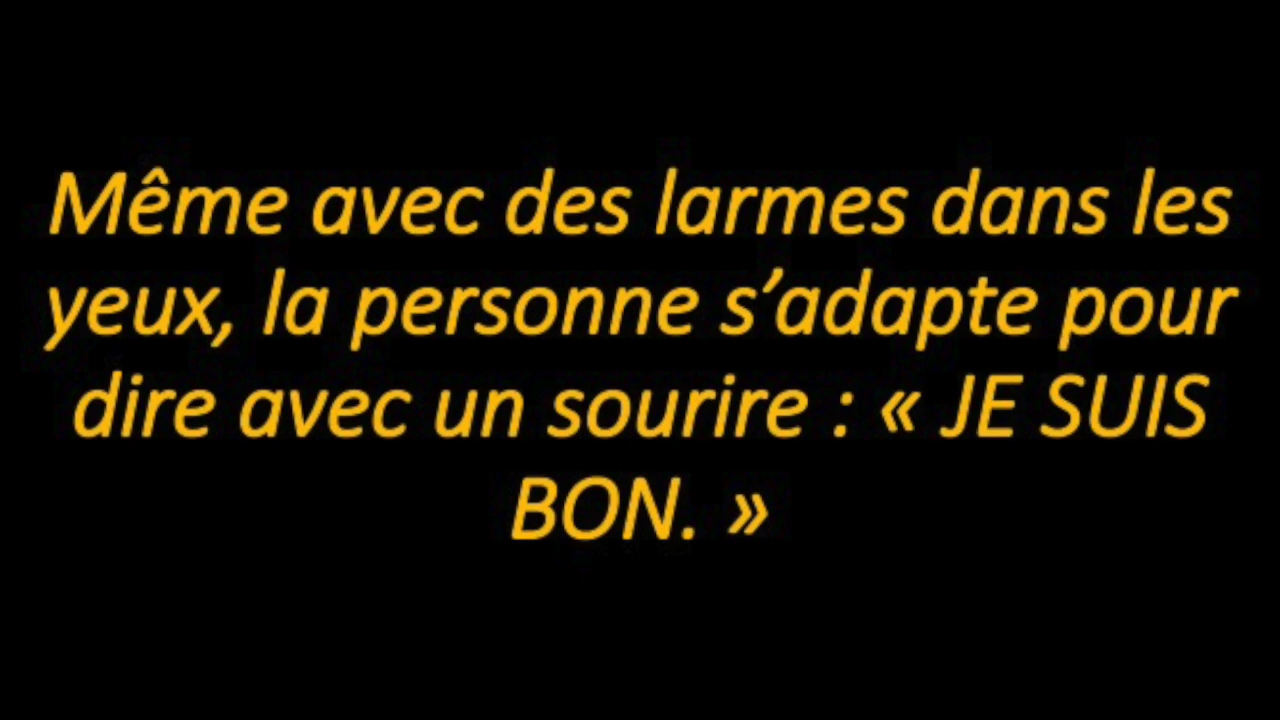 Même avec des larmes dans les
yeux, la personne s’adapte pour
dire avec un sourire : « JE SUIS
BON. »